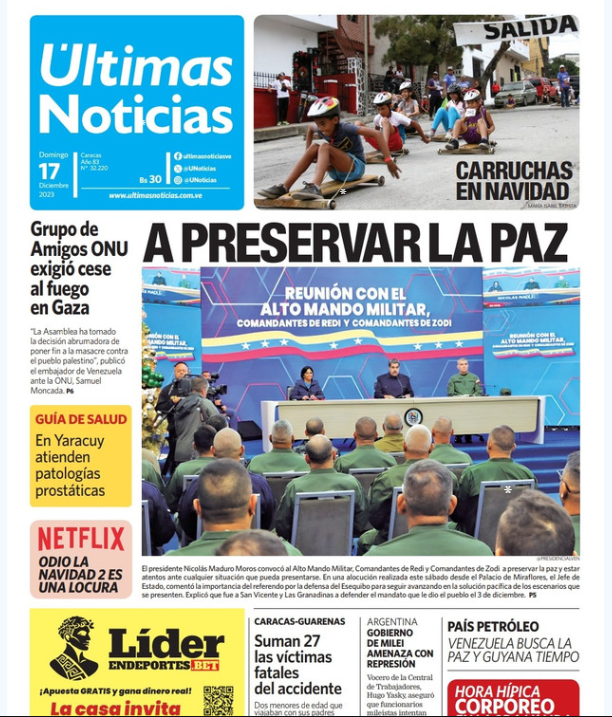 Últimas
Noticias
Domingo
17
Diciembre
2023
Caracas
Año 83
N° 32.220
Bs 30
ultimasnoticiasve
@UNoticias
@UNoticias
www.ultimasnoticias.com.ve
SALIDA
CARRUCHAS
EN NAVIDAD
Grupo de
Amigos ONU
exigió cese
al fuego
en Gaza
"La Asamblea ha tomado
la decisión abrumadora de
poner fin a la masacre contra
el pueblo palestino", publicó
el embajador de Venezuela
ante la ONU, Samuel
Moncada. P6
A PRESERVAR LA PAZ
REUNIÓN CON EL
ALTO MANDO MILITAR,
COMANDANTES DE REDI Y COMANDANTES DE ZODI
@PRESIDENCIALVEN
El presidente Nicolás Maduro Moros convocó al Alto Mando Militar, Comandantes de Redi y Comandantes de Zodi a preservar la paz y estar
atentos ante cualquier situación que pueda presentarse. En una alocución realizada este sábado desde el Palacio de Miraflores, el Jefe de
Estado, comentó la importancia del referendo por la defensa del Esequibo para seguir avanzando en la solución pacífica de los escenarios que
se presenten. Explicó que fue a San Vicente y Las Granadinas a defender el mandato que le dio el pueblo el 3 de diciembre. P5
GUÍA DE SALUD
En Yaracuy
atienden
patologías
prostáticas
NETFLIX
ODIO LA
NAVIDAD 2 ES
UNA LOCURA
Líder
ENDEPORTES BET
¡Apuesta GRATIS y gana dinero real!
La casa invita
CARACAS-GUARENAS
Suman 27
las víctimas
fatales
del accidente
Dos menores de edad que
viajaban con sus padres
ARGENTINA
GOBIERNO
DE MILEI
AMENAZA CON
REPRESIÓN
Vocero de la Central
de Trabajadores,
Hugo Yasky, aseguró
que funcionarios
mileístas intentan
PAÍS PETRÓLEO
VENEZUELA BUSCA LA
PAZ Y GUYANA TIEMPO
HORA HÍPICA
CORPOREO